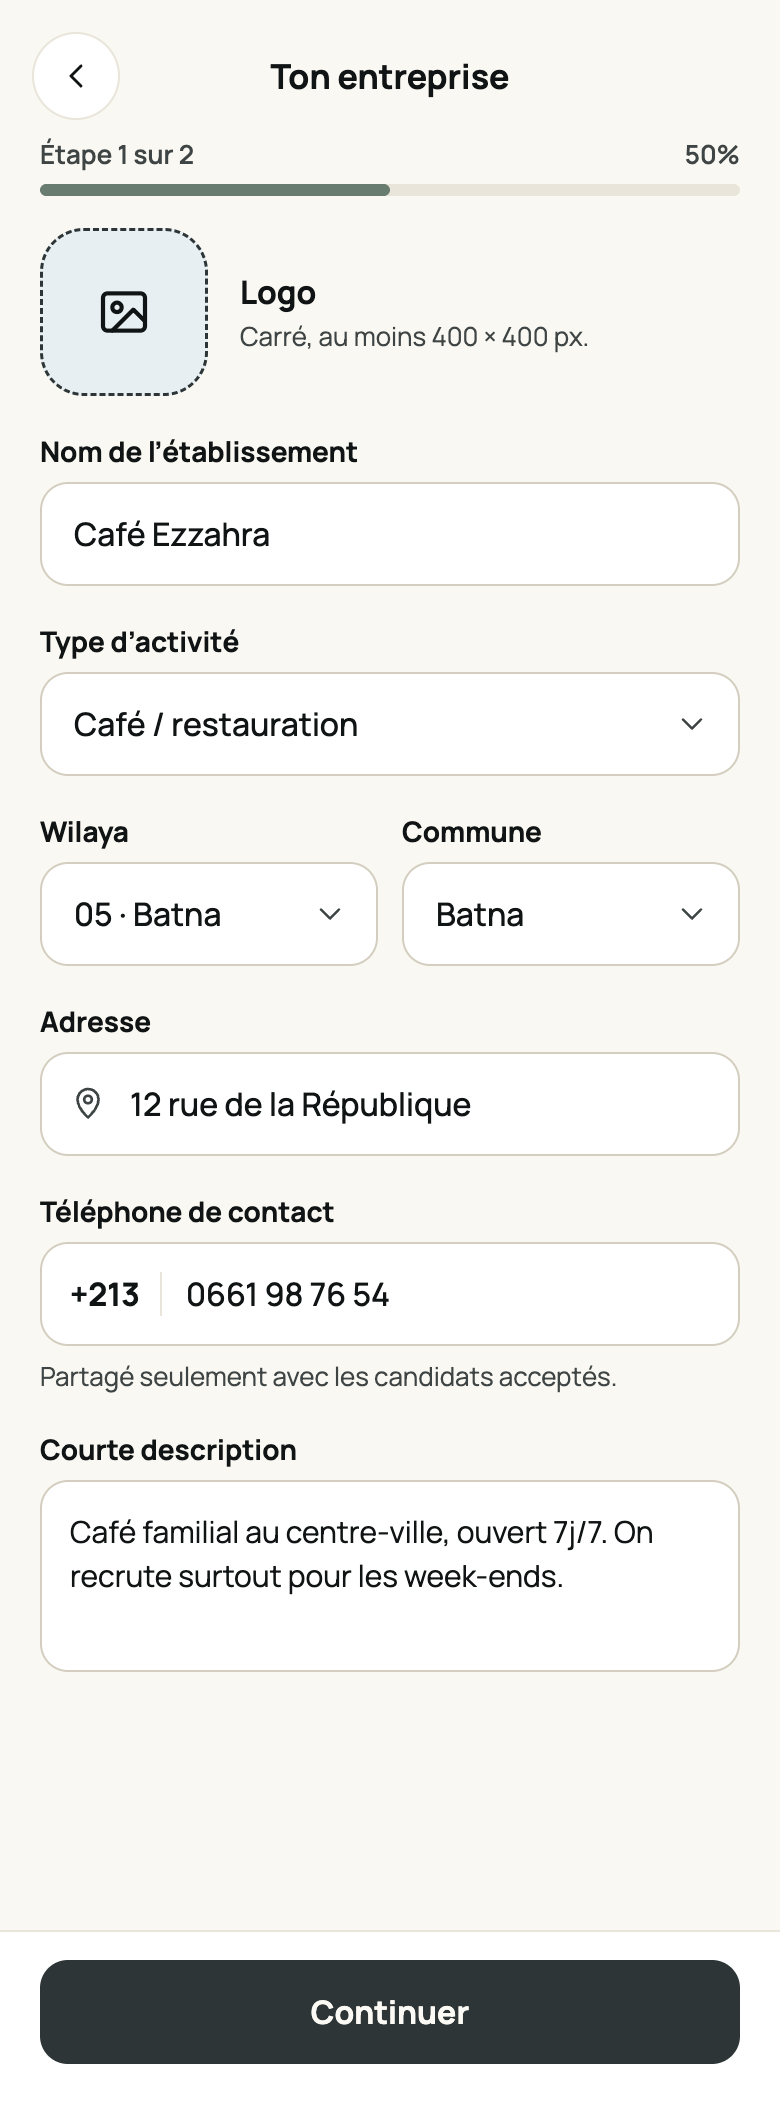 Ton entreprise
Étape 1 sur 2
50%
Logo
Carré, au moins 400 × 400 px.
Nom de l’établissement
Café Ezzahra
Type d’activité
Café / restauration
Wilaya
Commune
05 · Batna
Batna
Adresse
12 rue de la République
Téléphone de contact
+213
0661 98 76 54
Partagé seulement avec les candidats acceptés.
Courte description
Café familial au centre-ville, ouvert 7j/7. On
recrute surtout pour les week-ends.
Continuer